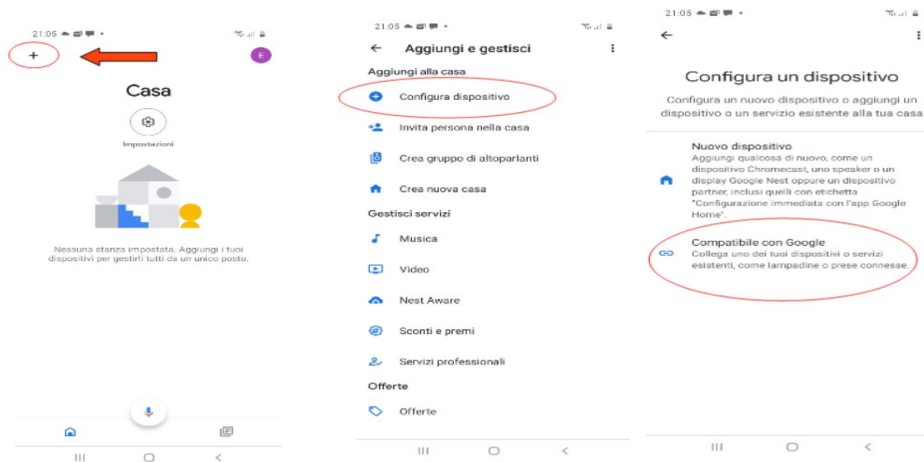 21:05
+
E
Casa
Impostazioni
Nessuna stanza impostata. Aggiungi i tuoi
dispositivi per gestirli tutti da un unico posto.
21:05
Aggiungi e gestisci
Aggiungi alla casa
Configura dispositivo
Invita persona nella casa
Crea gruppo di altoparlanti
Crea nuova casa
Gestisci servizi
Musica
Video
Nest Aware
Sconti e premi
Servizi professionali
Offerte
Offerte
21:05
Configura un dispositivo
Configura un nuovo dispositivo o aggiungi un
dispositivo o un servizio esistente alla tua casa
Nuovo dispositivo
Aggiungi qualcosa di nuovo, come un
dispositivo Chromecast, uno speaker o un
display Google Nest oppure un dispositivo
partner, inclusi quelli con etichetta
"Configurazione immediata con l'app Google
Home".
Compatibile con Google
Collega uno dei tuoi dispositivi o servizi
esistenti, come lampadine o prese connesse.